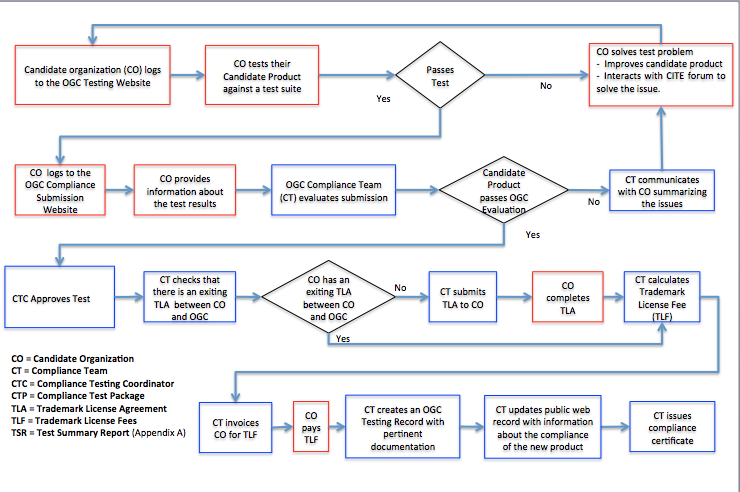 Candidate organization (CO) logs
to the OGC Testing Website
CO tests their
Candidate Product
against a test suite
Passes
Test
Yes
No
CO solves test problem
- Improves candidate product
- Interacts with CITE forum to
solve the issue.
CO logs to the
OGC Compliance
Submission
Website
CO provides
information about
the test results
OGC Compliance Team
(CT) evaluates submission
Candidate
Product
passes OGC
Evaluation
No
Yes
CT communicates
with CO summarizing
the issues
CTC Approves Test
CT checks that
there is an exiting
TLA between CO
and OGC
CO has an
exiting TLA
between CO
and OGC
No
Yes
CT submits
TLA to CO
CO
completes
TLA
CT calculates
Trademark
License Fee
(TLF)
CO = Candidate Organization
CT = Compliance Team
CTC = Compliance Testing Coordinator
CTP = Compliance Test Package
TLA = Trademark License Agreement
TLF = Trademark License Fees
TSR = Test Summary Report (Appendix A)
CT invoices
CO for TLF
CO
pays
TLF
CT creates an OGC
Testing Record with
pertinent
documentation
CT updates public web
record with information
about the compliance
of the new product
CT issues
compliance
certificate